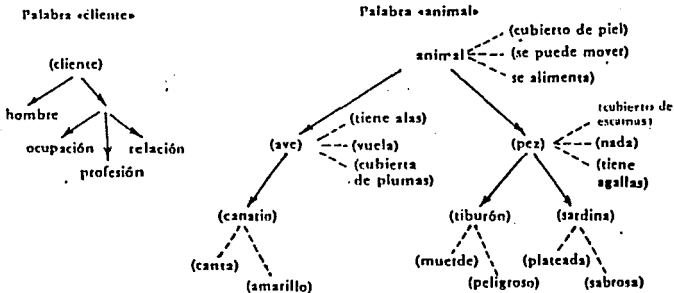 Palabra «cliente»
(cliente)
hombre
ocupación
relación
profesión
Palabra «animal»
animal
(cubierto de piel)
(se puede mover)
se alimenta)
(ave)
(tiene alas)
(vuela)
(cubierta
de plumas)
(pez)
(cubierto de
escamas)
(nada)
(tiene
agallas)
(canario)
(canta)
(amarillo)
(tiburón)
(muerde)
(peligroso)
(sardina)
(plateada)
(sabrosa)